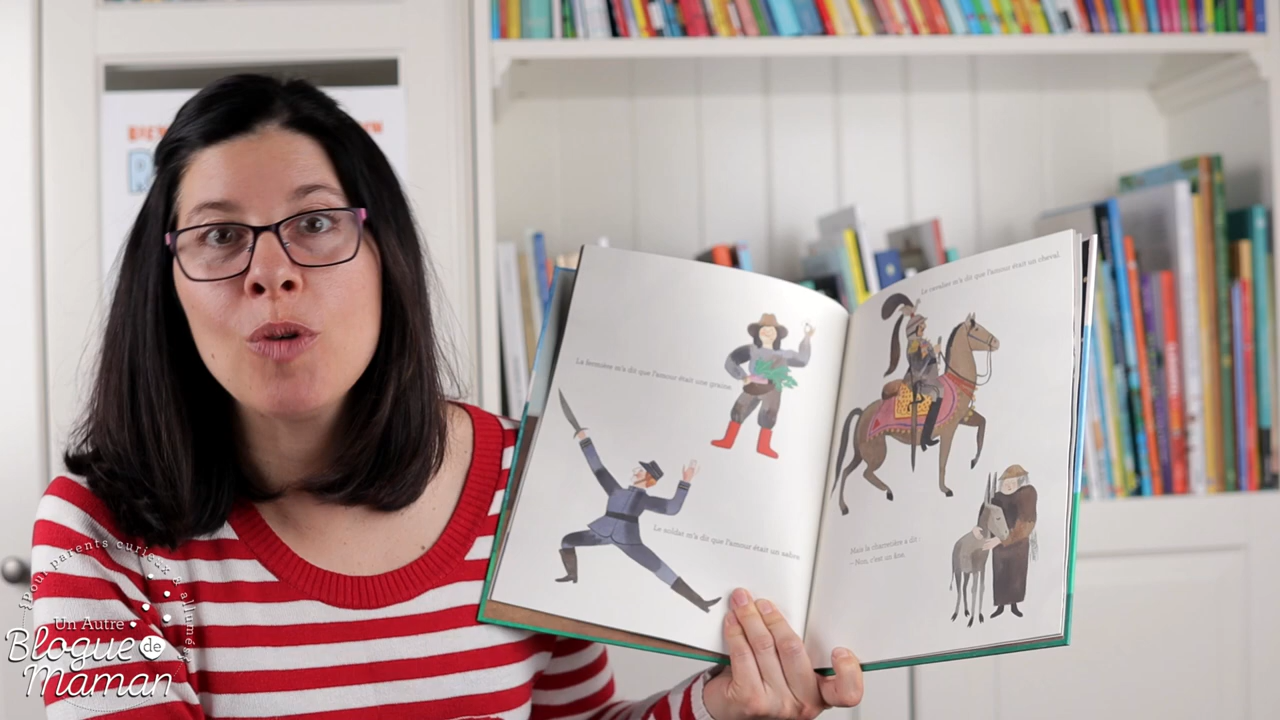 La fermière m'a dit que l'amour était une graine.
Le soldat m'a dit que l'amour était un sabre.
Le cavalier m'a dit que l'amour était un cheval.
Mais la charretière a dit :
– Non, c'est un âne.
pour parents curieux & allumés
Un Autre
Blogue de
Maman